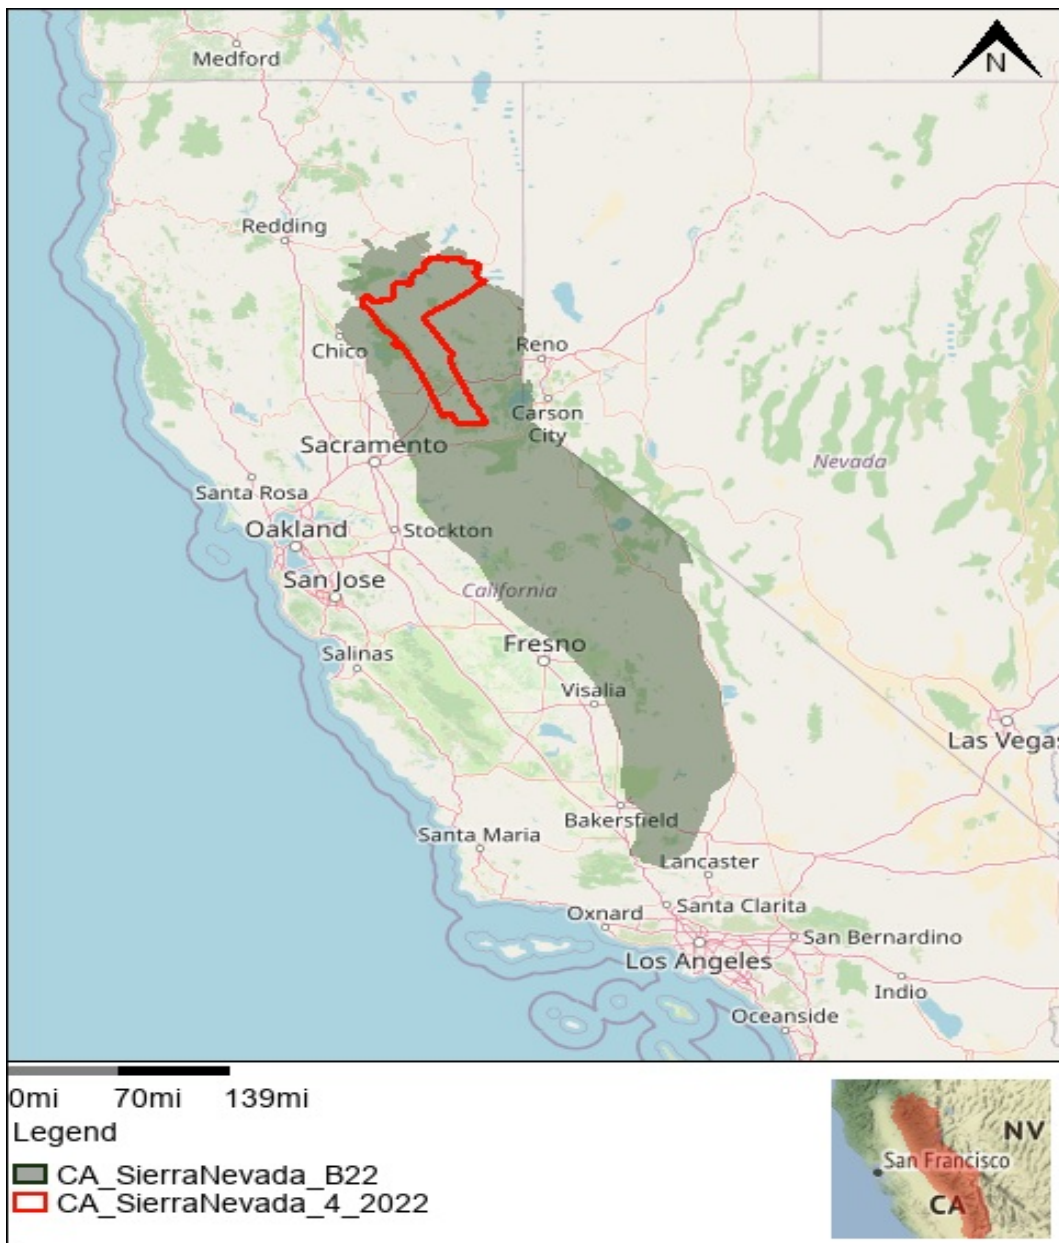 Medford
N
Redding
Chico
Reno
Carson
City
Sacramento
Nevada
Santa Rosa
Oakland
Stockton
San Jose
California
Salinas
Fresno
Visalia
Las Vegas
Bakersfield
Santa Maria
Lancaster
Santa Clarita
Oxnard
San Bernardino
Los Angeles
Indio
Oceanside
0mi 70mi 139mi
Legend
CA_SierraNevada_B22
CA_SierraNevada_4_2022
NV
San Francisco
CA